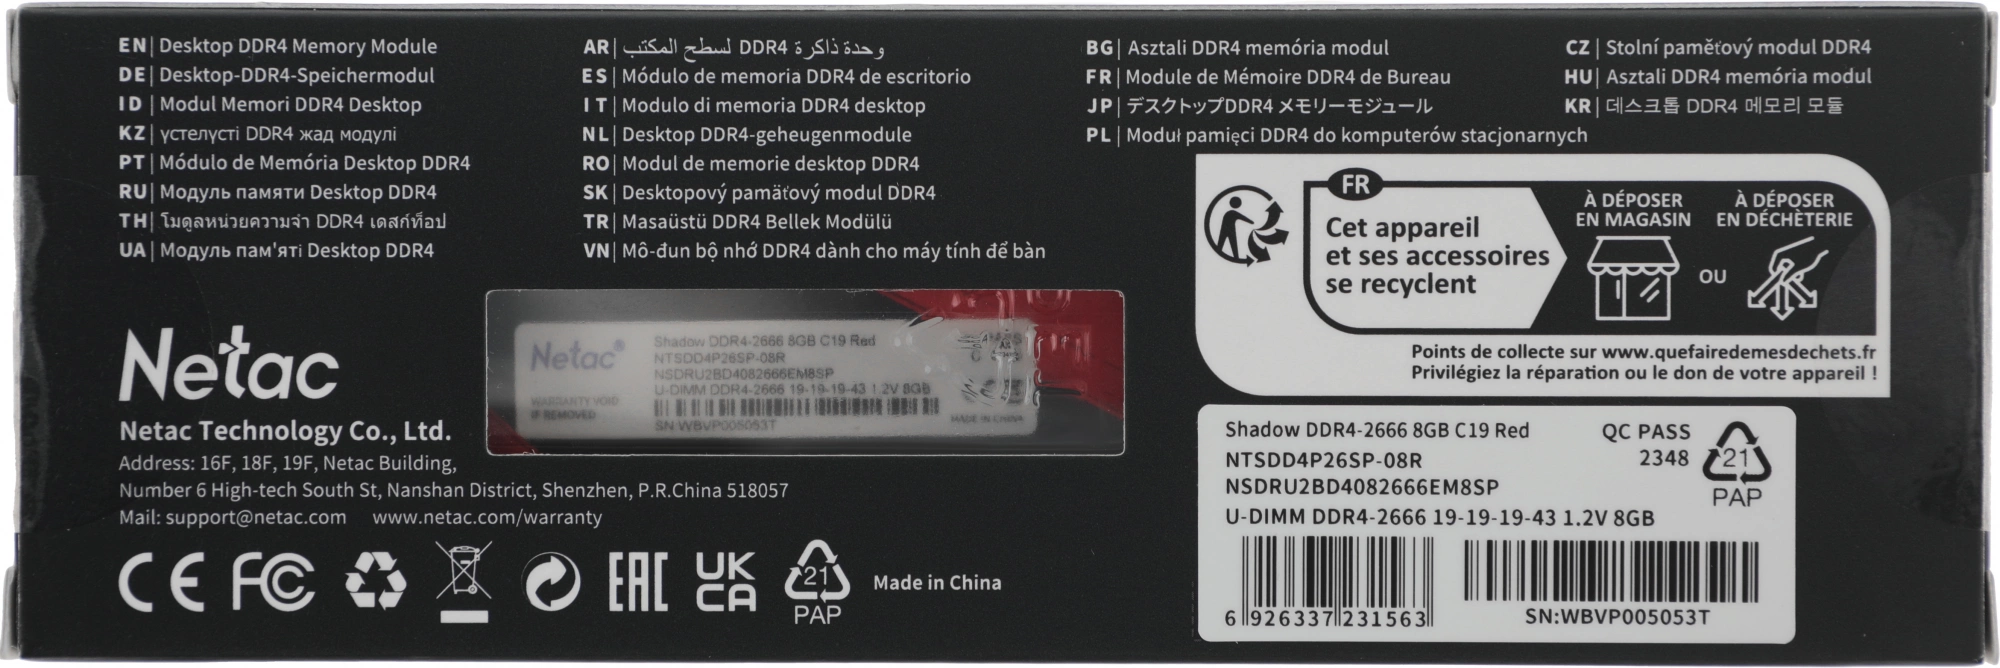 EN| Desktop DDR4 Memory Module
DE| Desktop-DDR4-Speichermodul
ID| Modul Memori DDR4 Desktop
KZ| үстелүсті DDR4 жад модулі
PT| Módulo de Memória Desktop DDR4
RU| Модуль памяти Desktop DDR4
TH| โมดูลหน่วยความจำ DDR4 เดสก์ท็อป
UA| Модуль пам'яті Desktop DDR4
AR| وحدة ذاكرة DDR4 لسطح المكتب
ES| Módulo de memoria DDR4 de escritorio
IT| Modulo di memoria DDR4 desktop
NL| Desktop DDR4-geheugenmodule
RO| Modul de memorie desktop DDR4
SK| Desktopový pamäťový modul DDR4
TR| Masaüstü DDR4 Bellek Modülü
VN| Mô-đun bộ nhớ DDR4 dành cho máy tính để bàn
BG| Asztali DDR4 memória modul
FR| Module de Mémoire DDR4 de Bureau
JP| デスクトップDDR4 メモリーモジュール
PL| Moduł pamięci DDR4 do komputerów stacjonarnych
CZ| Stolní paměťový modul DDR4
HU| Asztali DDR4 memória modul
KR| 데스크톱 DDR4 메모리 모듈
FR
Cet appareil
et ses accessoires
se recyclent
À DÉPOSER
EN MAGASIN
OU
À DÉPOSER
EN DÉCHÈTERIE
Points de collecte sur www.quefairedemesdechets.fr
Privilégiez la réparation ou le don de votre appareil !
Netac
Netac Technology Co., Ltd.
Address: 16F, 18F, 19F, Netac Building,
Number 6 High-tech South St, Nanshan District, Shenzhen, P.R.China 518057
Mail: support@netac.com www.netac.com/warranty
Netac®
WARRANTY VOID
IF REMOVED
Shadow DDR4-2666 8GB C19 Red
NTSDD4P26SP-08R
NSDRU2BD4082666EM8SP
U-DIMM DDR4-2666 19-19-19-43 1.2V 8GB
SN:WBVP005053T
MADE IN CHINA
CE FC EAC UK CA 21 PAP
Made in China
Shadow DDR4-2666 8GB C19 Red
NTSDD4P26SP-08R
NSDRU2BD4082666EM8SP
U-DIMM DDR4-2666 19-19-19-43 1.2V 8GB
QC PASS
2348
21
PAP
6 926337 231563
SN:WBVP005053T